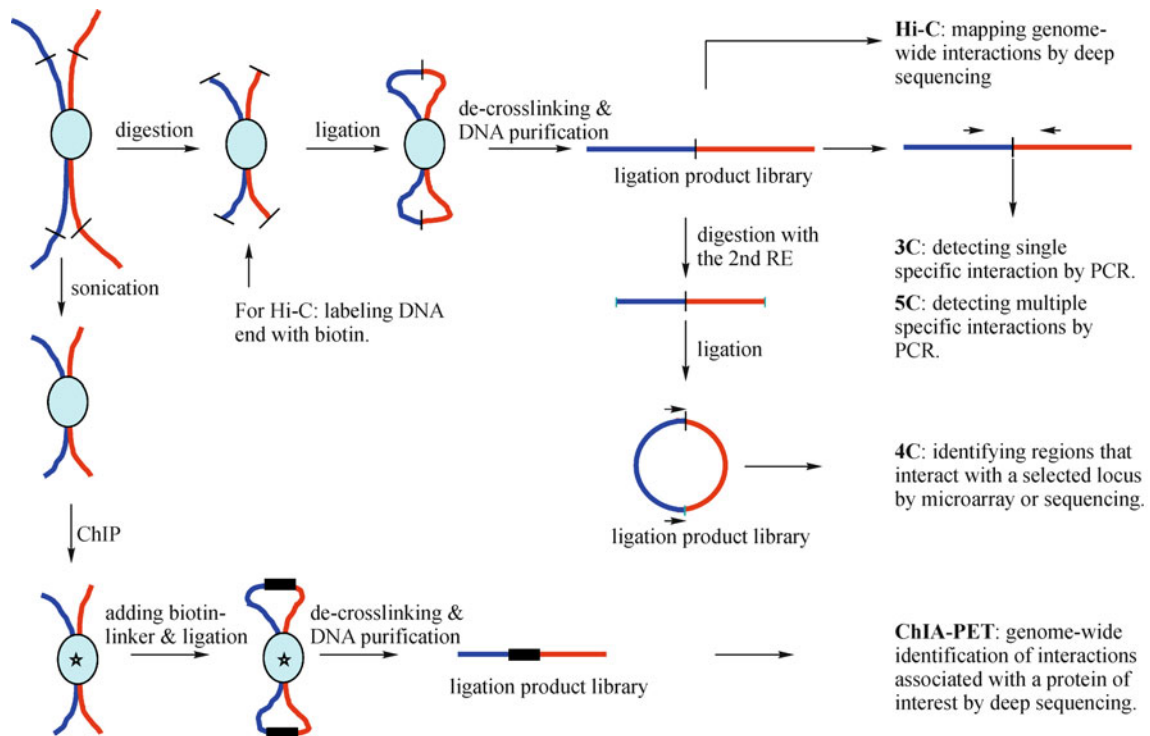 Hi-C: mapping genome-
wide interactions by deep
sequencing
digestion
ligation
de-crosslinking &
DNA purification
ligation product library
sonication
For Hi-C: labeling DNA
end with biotin.
digestion with
the 2nd RE
3C: detecting single
specific interaction by PCR.
5C: detecting multiple
specific interactions by
PCR.
ligation
4C: identifying regions that
interact with a selected locus
by microarray or sequencing.
ligation product library
ChIP
adding biotin-
linker & ligation
de-crosslinking &
DNA purification
ligation product library
ChIA-PET: genome-wide
identification of interactions
associated with a protein of
interest by deep sequencing.